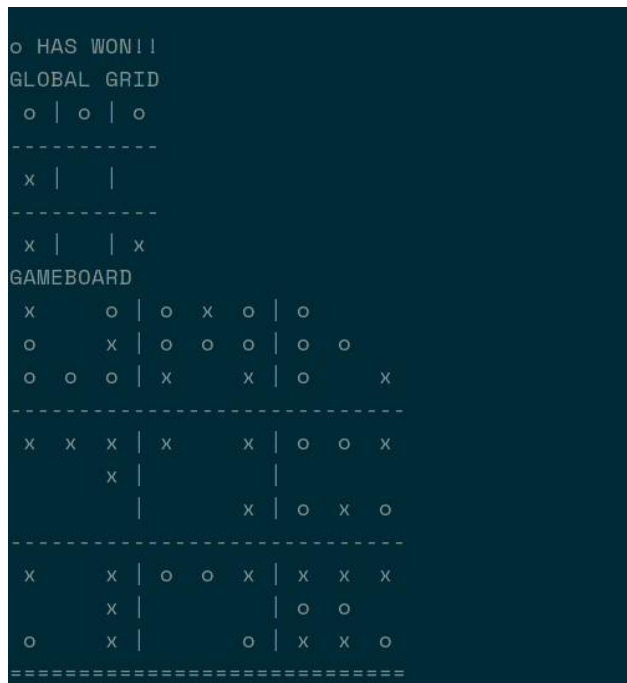 o HAS WON!!
GLOBAL GRID
 o | o | o
-----------
 x |   |
-----------
 x |   | x
GAMEBOARD
 x     o | o  x  o | o
 o     x | o  o  o | o  o
 o  o  o | x     x | o     x
-----------------------------
 x  x  x | x     x | o  o  x
       x |         |
         |       x | o  x  o
-----------------------------
 x     x | o  o  x | x  x  x
       x |         | o  o
 o     x |       o | x  x  o
=============================